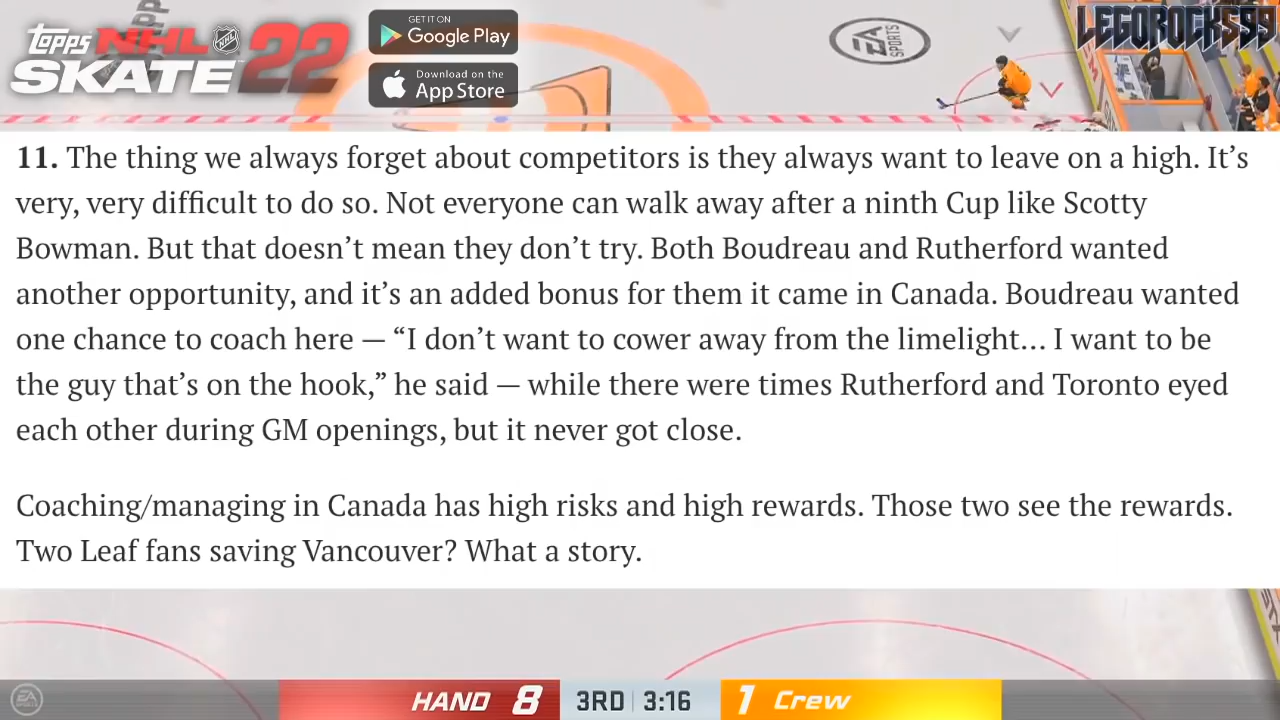 Topps NHL SKATE 22
GET IT ON
Google Play
Download on the
App Store
EA SPORTS
LEGOROCKS99
11. The thing we always forget about competitors is they always want to leave on a high. It’s
very, very difficult to do so. Not everyone can walk away after a ninth Cup like Scotty
Bowman. But that doesn’t mean they don’t try. Both Boudreau and Rutherford wanted
another opportunity, and it’s an added bonus for them it came in Canada. Boudreau wanted
one chance to coach here — “I don’t want to cower away from the limelight… I want to be
the guy that’s on the hook,” he said — while there were times Rutherford and Toronto eyed
each other during GM openings, but it never got close.
Coaching/managing in Canada has high risks and high rewards. Those two see the rewards.
Two Leaf fans saving Vancouver? What a story.
HAND 8 3RD 3:16 1 Crew